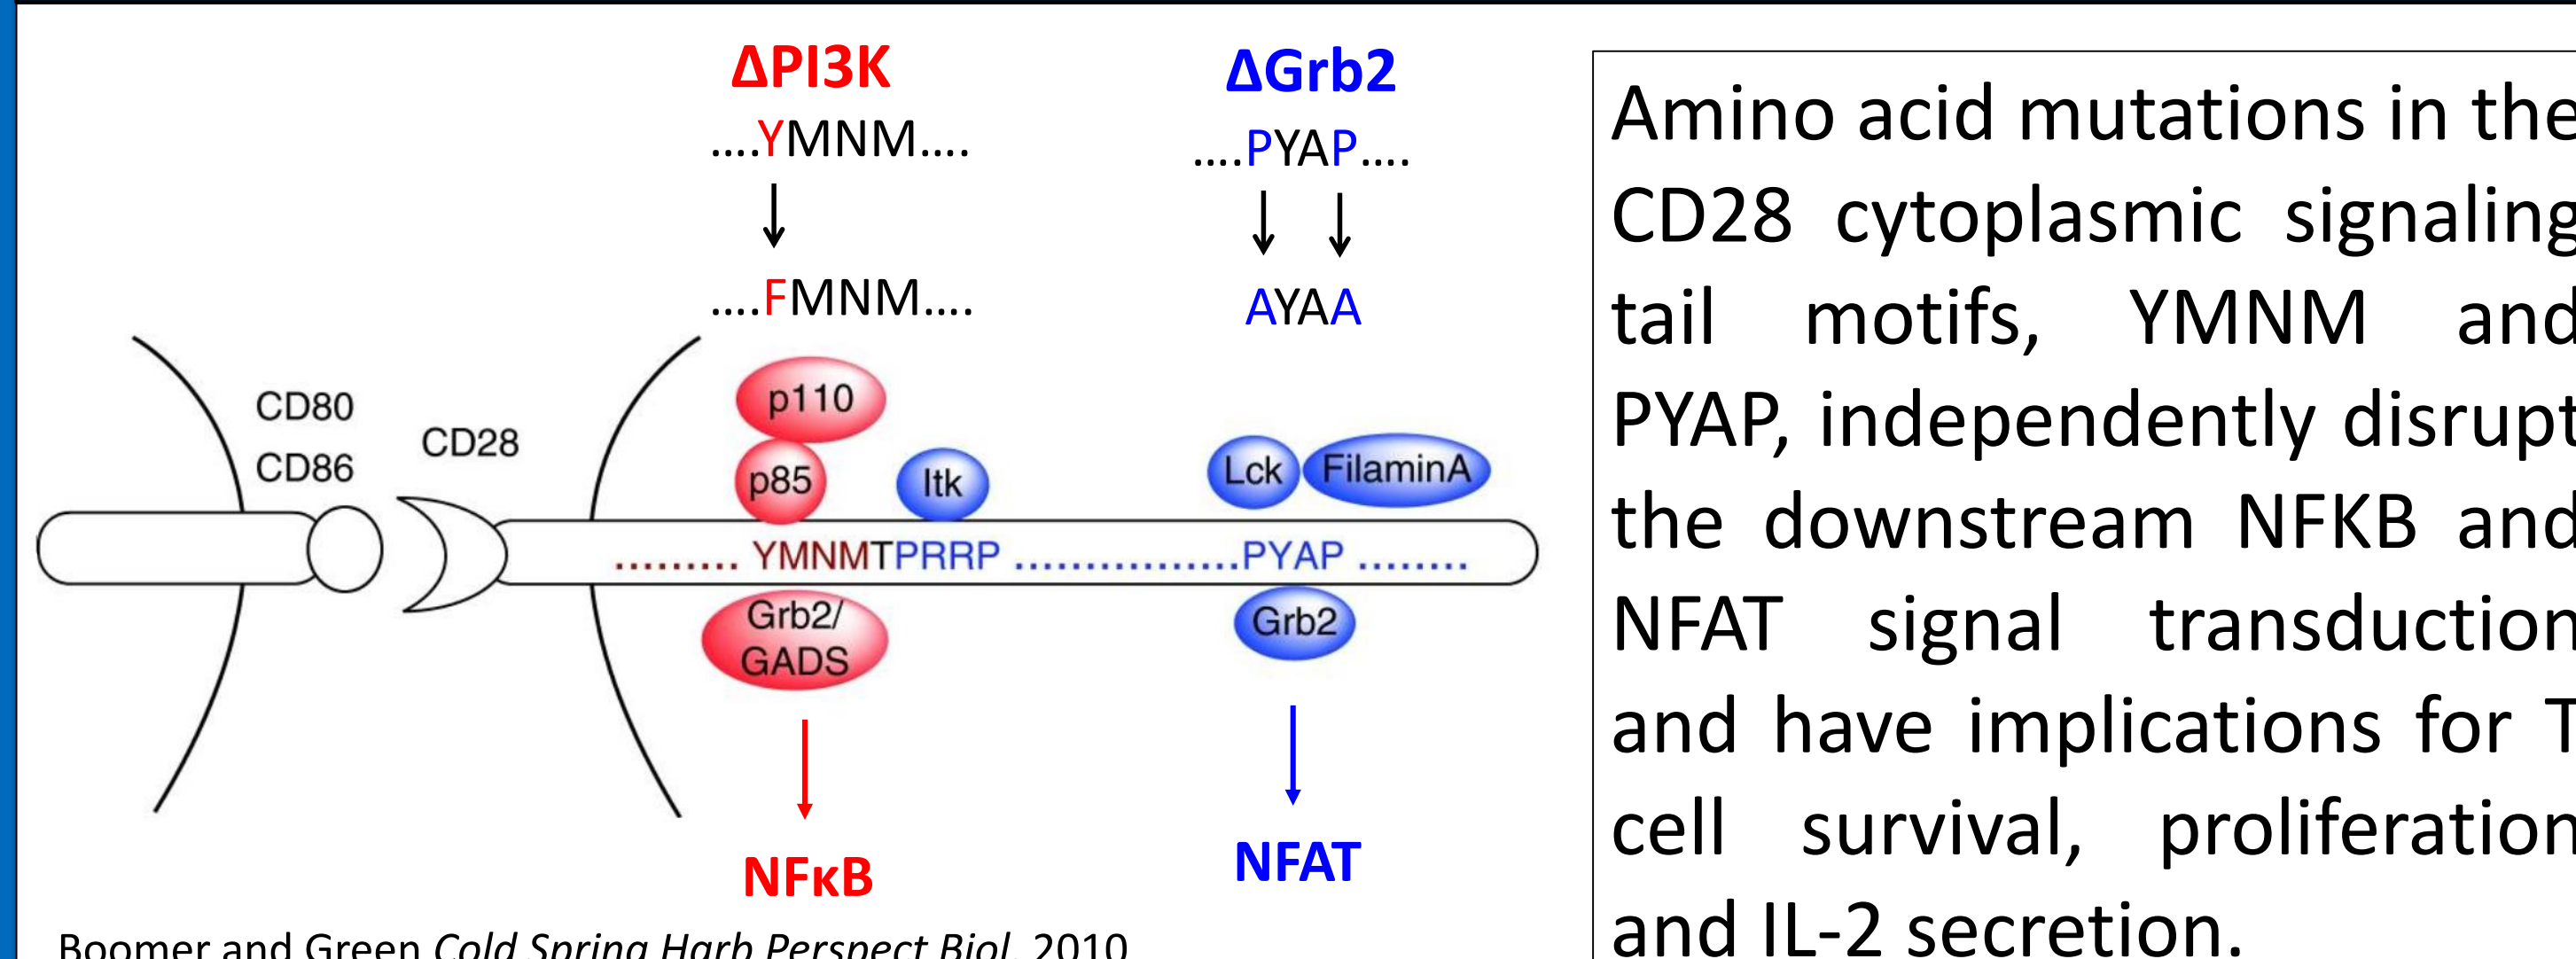 ΔPI3K
ΔGrb2
....YMNM....
....PYAP....
....FMNM....
AYAA
p110
CD80
CD86
CD28
p85
Itk
Lck
FilaminA
......... YMNMTPRRP .................PYAP ........
Grb2/
GADS
Grb2
NFκB
NFAT
Boomer and Green Cold Spring Harb Perspect Biol. 2010
Amino acid mutations in the
CD28 cytoplasmic signaling
tail motifs, YMNM and
PYAP, independently disrupt
the downstream NFKB and
NFAT signal transduction
and have implications for T
cell survival, proliferation
and IL-2 secretion.